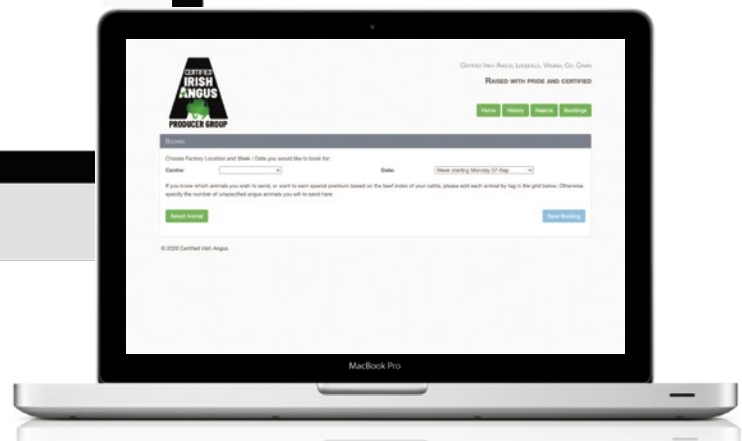 CERTIFIED
IRISH
ANGUS
PRODUCER GROUP
Certified Irish Angus, Longfield, Virginia, Co. Cavan
Raised with pride and certified
Home History Rejects Bookings
Booking
Choose Factory Location and Week / Date you would like to book for:
Centre: Date: Week starting Monday 07-Sep
If you know which animals you wish to send, or want to earn special premium based on the beef index of your cattle, please add each animal by tag in the grid below. Otherwise
specify the number of unspecified angus animals you will to send here:
Select Animal Save Booking
© 2020 Certified Irish Angus
MacBook Pro